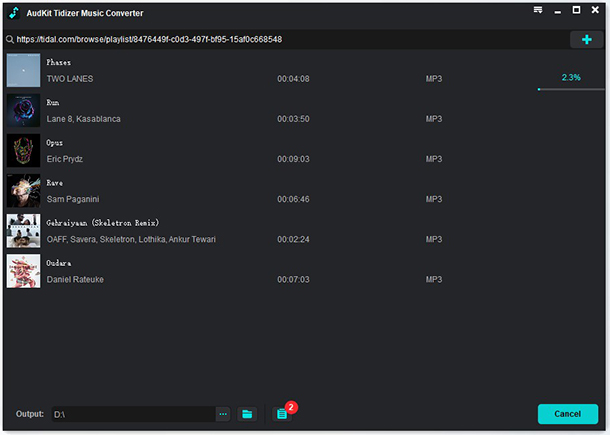 AudKit Tidizer Music Converter
https://tidal.com/browse/playlist/8476449f-c0d3-497f-bf95-15af0c668548
Phases
TWO LANES 00:04:08 MP3 2.3%
Run
Lane 8, Kasablanca 00:03:50 MP3
Opus
Eric Prydz 00:09:03 MP3
Rave
Sam Paganini 00:06:46 MP3
Gehraiyaan (Skeletron Remix)
OAFF, Savera, Skeletron, Lothika, Ankur Tewari 00:02:24 MP3
Oudara
Daniel Rateuke 00:07:03 MP3
Output: D:\ ... 2 Cancel